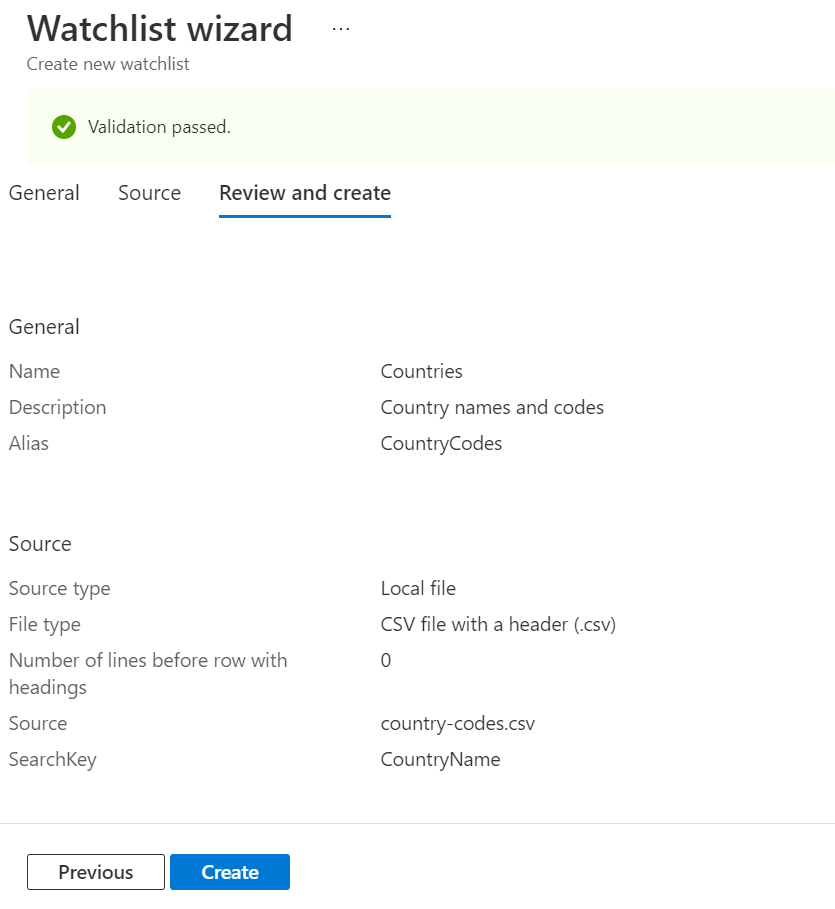 Watchlist wizard ...
Create new watchlist
Validation passed.
General Source Review and create
General
Name Countries
Description Country names and codes
Alias CountryCodes
Source
Source type Local file
File type CSV file with a header (.csv)
Number of lines before row with 0
headings
Source country-codes.csv
SearchKey CountryName
Previous Create